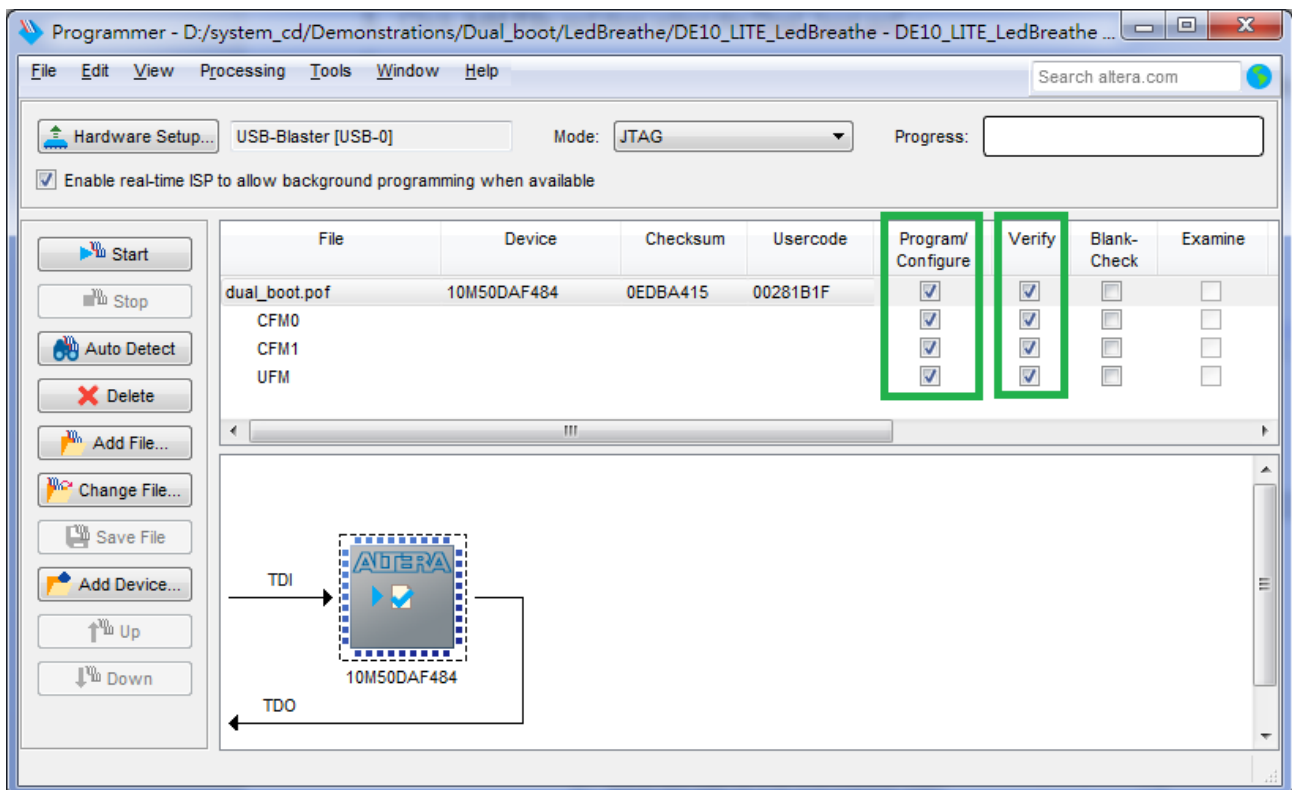 Programmer - D:/system_cd/Demonstrations/Dual_boot/LedBreathe/DE10_LITE_LedBreathe - DE10_LITE_LedBreathe ...
File Edit View Processing Tools Window Help
Search altera.com
Hardware Setup... USB-Blaster [USB-0] Mode: JTAG Progress:
Enable real-time ISP to allow background programming when available
Start
Stop
Auto Detect
Delete
Add File...
Change File...
Save File
Add Device...
Up
Down
File Device Checksum Usercode Program/ Verify Blank- Examine
Configure Check
dual_boot.pof 10M50DAF484 0EDBA415 00281B1F
CFM0
CFM1
UFM
ALTERA
TDI
10M50DAF484
TDO